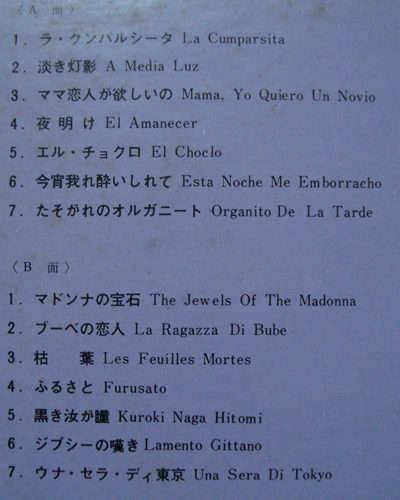 〈A 面〉
1. ラ・クンパルシータ La Cumparsita
2. 淡き灯影 A Media Luz
3. ママ恋人が欲しいの Mama, Yo Quiero Un Novio
4. 夜明け El Amanecer
5. エル・チョクロ El Choclo
6. 今宵我れ酔いしれて Esta Noche Me Emborracho
7. たそがれのオルガニート Organito De La Tarde
〈B 面〉
1. マドンナの宝石 The Jewels Of The Madonna
2. ブーベの恋人 La Ragazza Di Bube
3. 枯 葉 Les Feuilles Mortes
4. ふるさと Furusato
5. 黒き汝が瞳 Kuroki Naga Hitomi
6. ジプシーの嘆き Lamento Gittano
7. ウナ・セラ・ディ東京 Una Sera Di Tokyo